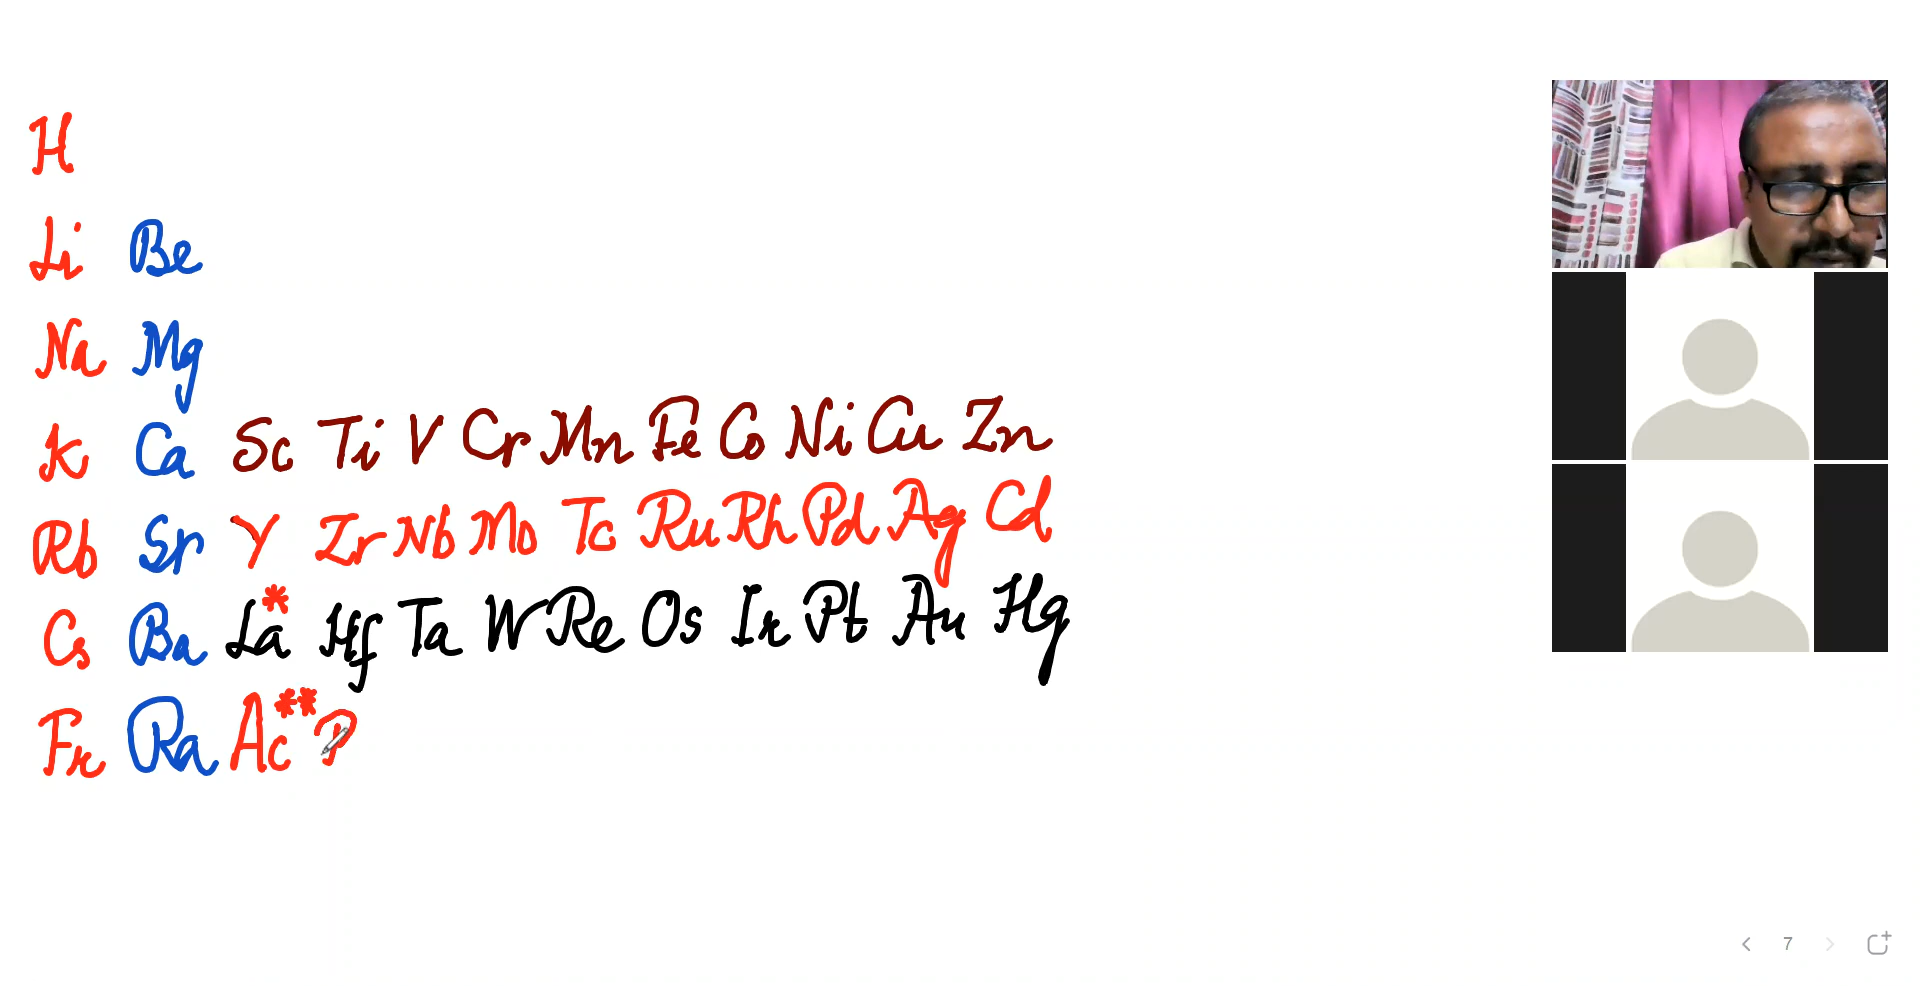 H
Li Be
Na Mg
K Ca Sc Ti V Cr Mn Fe Co Ni Cu Zn
Rb Sr Y Zr Nb Mo Tc Ru Rh Pd Ag Cd
Cs Ba La* Hf Ta W Re Os Ir Pt Au Hg
Fr Ra Ac**
7